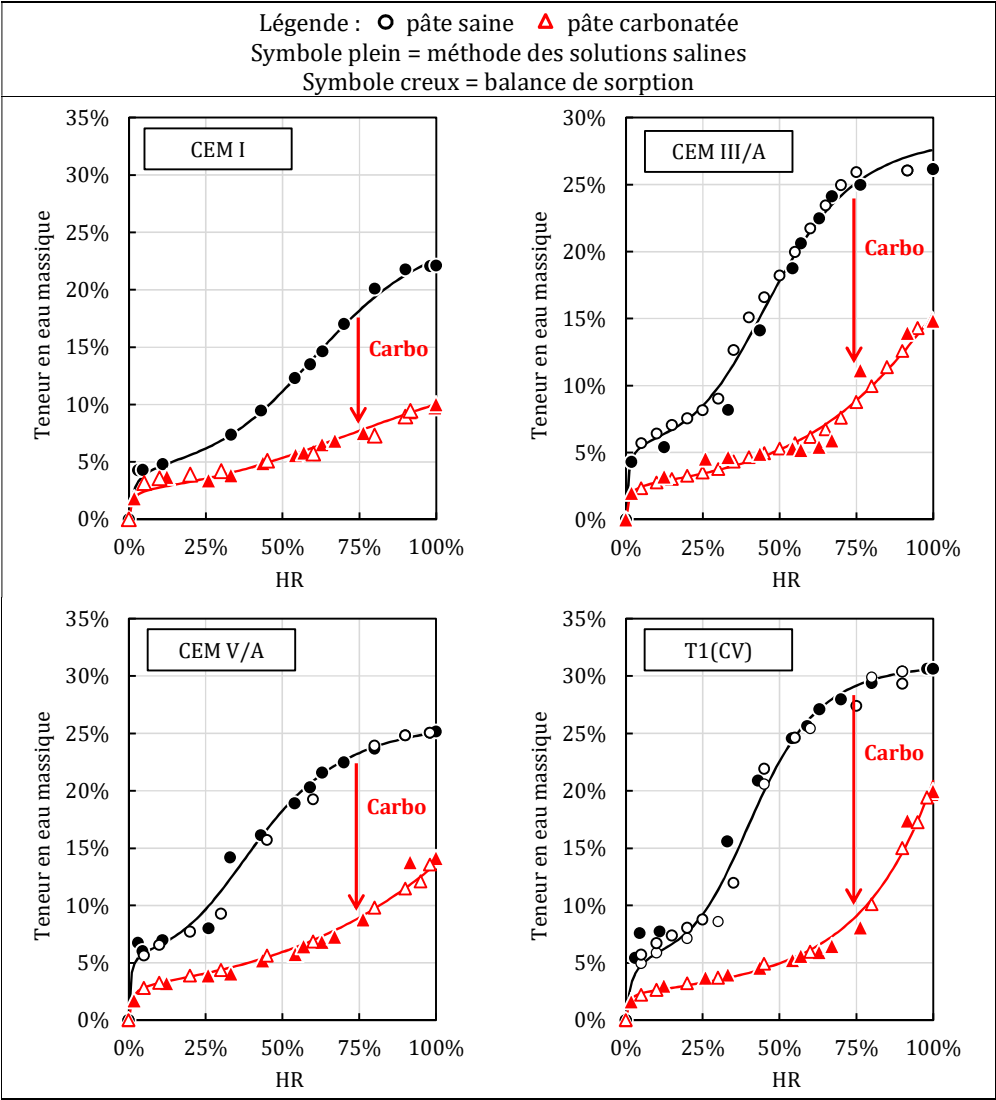 Légende : pâte saine pâte carbonatée
Symbole plein = méthode des solutions salines
Symbole creux = balance de sorption
CEM I
Teneur en eau massique
35%
30%
25%
20%
15%
10%
5%
0%
Carbo
0% 25% 50% 75% 100%
HR
CEM III/A
Teneur en eau massique
30%
25%
20%
15%
10%
5%
0%
Carbo
0% 25% 50% 75% 100%
HR
CEM V/A
Teneur en eau massique
35%
30%
25%
20%
15%
10%
5%
0%
Carbo
0% 25% 50% 75% 100%
HR
T1(CV)
Teneur en eau massique
35%
30%
25%
20%
15%
10%
5%
0%
Carbo
0% 25% 50% 75% 100%
HR